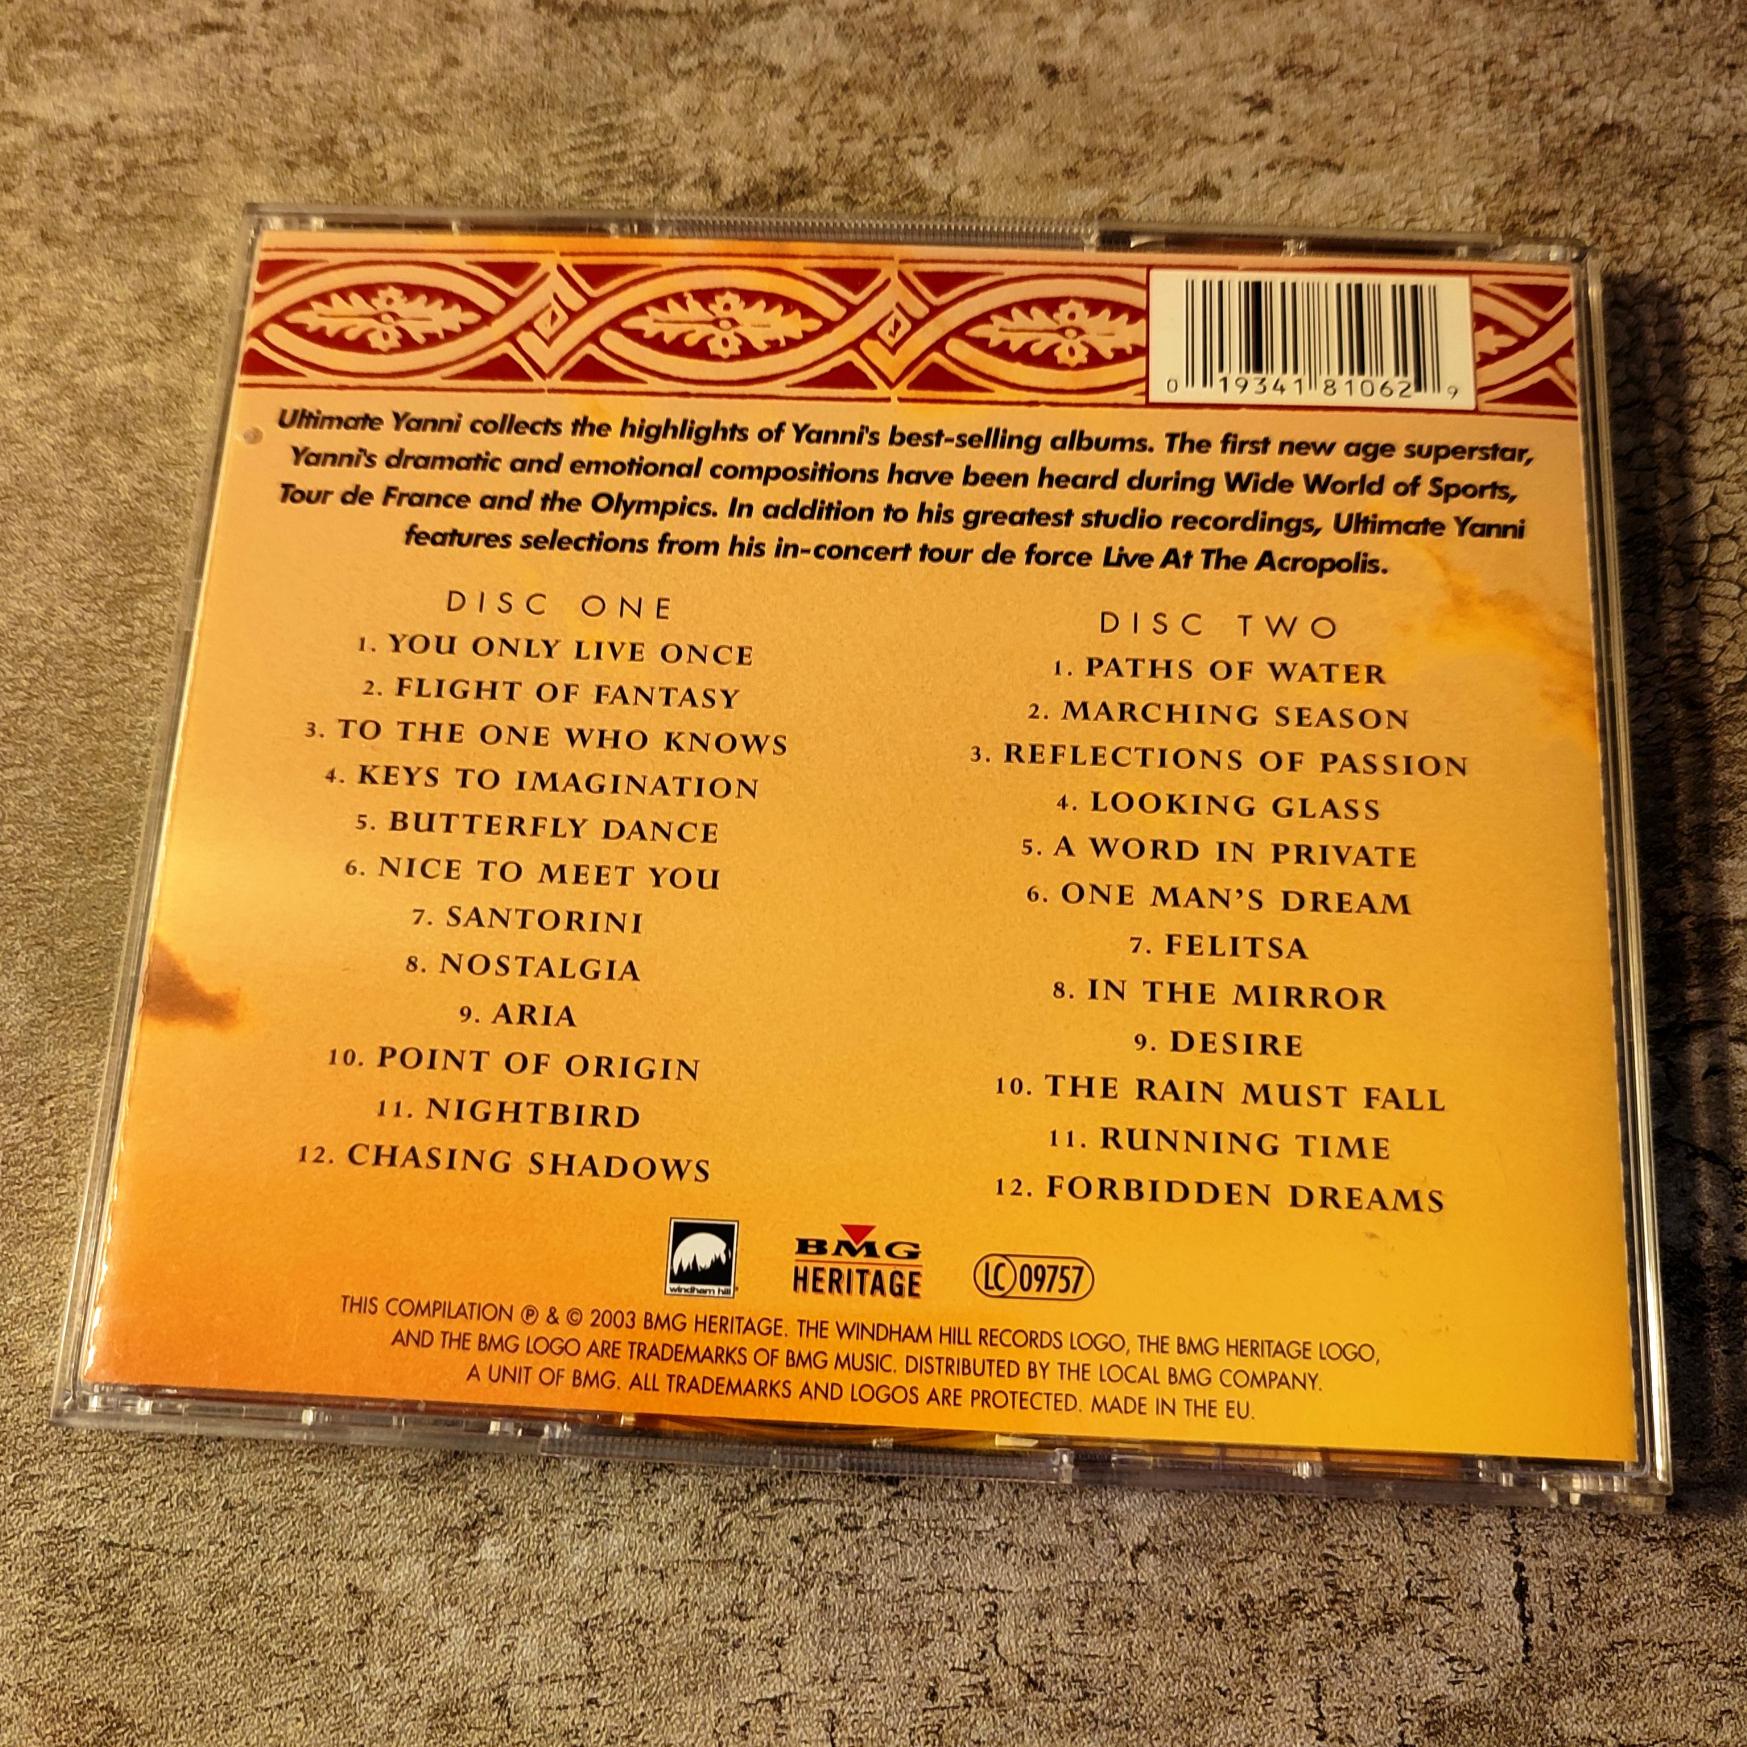 0 19341 81062 9
Ultimate Yanni collects the highlights of Yanni's best-selling albums. The first new age superstar,
Yanni's dramatic and emotional compositions have been heard during Wide World of Sports,
Tour de France and the Olympics. In addition to his greatest studio recordings, Ultimate Yanni
features selections from his in-concert tour de force Live At The Acropolis.
DISC ONE
1. YOU ONLY LIVE ONCE
2. FLIGHT OF FANTASY
3. TO THE ONE WHO KNOWS
4. KEYS TO IMAGINATION
5. BUTTERFLY DANCE
6. NICE TO MEET YOU
7. SANTORINI
8. NOSTALGIA
9. ARIA
10. POINT OF ORIGIN
11. NIGHTBIRD
12. CHASING SHADOWS
DISC TWO
1. PATHS OF WATER
2. MARCHING SEASON
3. REFLECTIONS OF PASSION
4. LOOKING GLASS
5. A WORD IN PRIVATE
6. ONE MAN'S DREAM
7. FELITSA
8. IN THE MIRROR
9. DESIRE
10. THE RAIN MUST FALL
11. RUNNING TIME
12. FORBIDDEN DREAMS
windham hill
BMG
HERITAGE
LC 09757
THIS COMPILATION ℗ & © 2003 BMG HERITAGE. THE WINDHAM HILL RECORDS LOGO, THE BMG HERITAGE LOGO,
AND THE BMG LOGO ARE TRADEMARKS OF BMG MUSIC. DISTRIBUTED BY THE LOCAL BMG COMPANY.
A UNIT OF BMG. ALL TRADEMARKS AND LOGOS ARE PROTECTED. MADE IN THE EU.